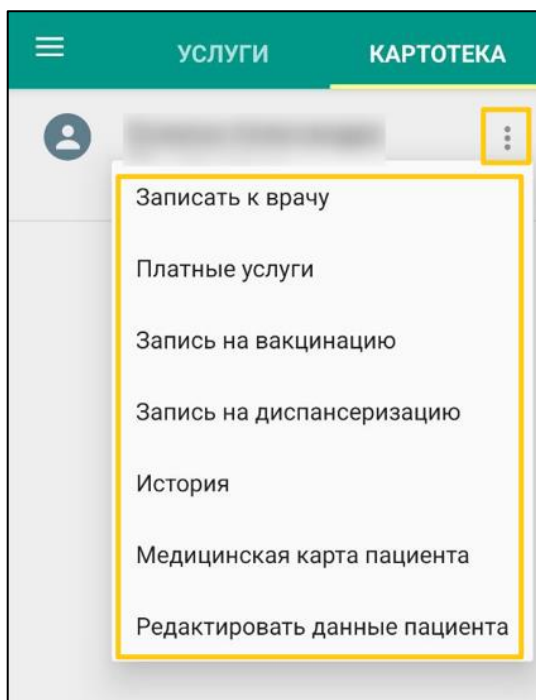 УСЛУГИ КАРТОТЕКА
Записать к врачу
Платные услуги
Запись на вакцинацию
Запись на диспансеризацию
История
Медицинская карта пациента
Редактировать данные пациента